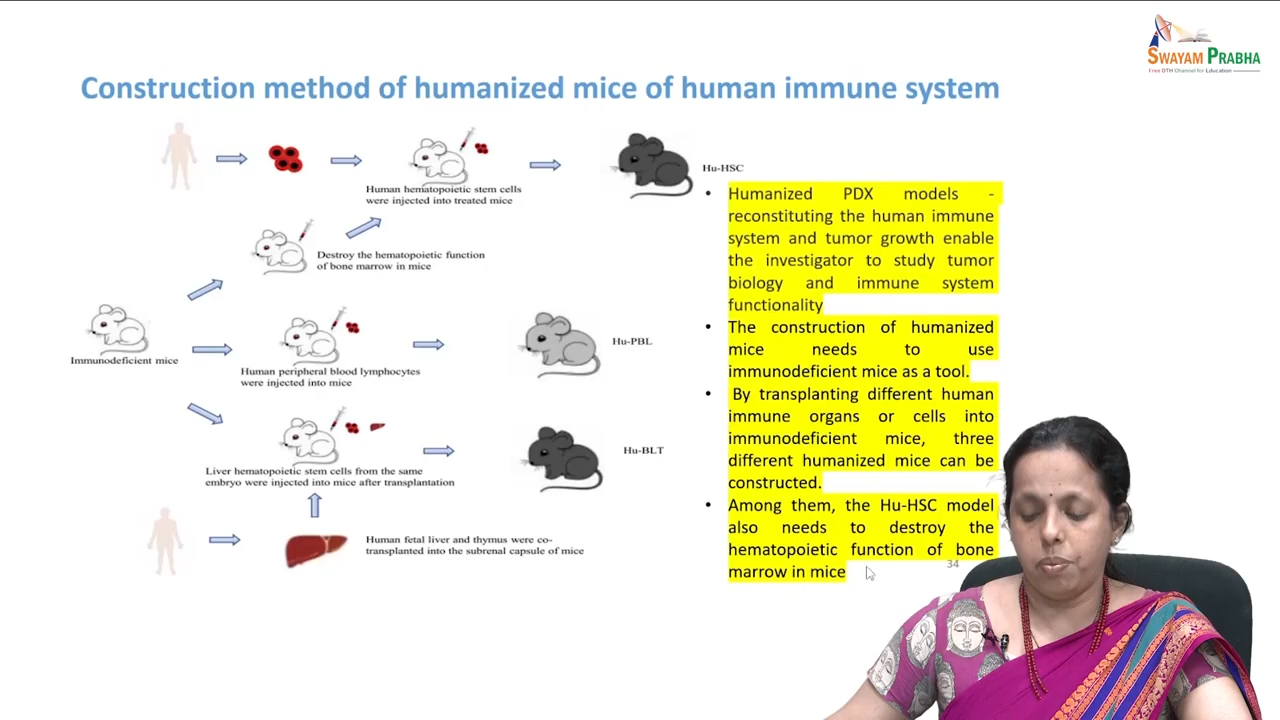 SWAYAM PRABHA
Free DTH Channel for Education
Construction method of humanized mice of human immune system
Human hematopoietic stem cells
were injected into treated mice
Hu-HSC
Destroy the hematopoietic function
of bone marrow in mice
Immunodeficient mice
Human peripheral blood lymphocytes
were injected into mice
Hu-PBL
Liver hematopoietic stem cells from the same
embryo were injected into mice after transplantation
Hu-BLT
Human fetal liver and thymus were co-
transplanted into the subrenal capsule of mice
• Humanized PDX models -
reconstituting the human immune
system and tumor growth enable
the investigator to study tumor
biology and immune system
functionality
• The construction of humanized
mice needs to use
immunodeficient mice as a tool.
• By transplanting different human
immune organs or cells into
immunodeficient mice, three
different humanized mice can be
constructed.
• Among them, the Hu-HSC model
also needs to destroy the
hematopoietic function of bone
marrow in mice
34